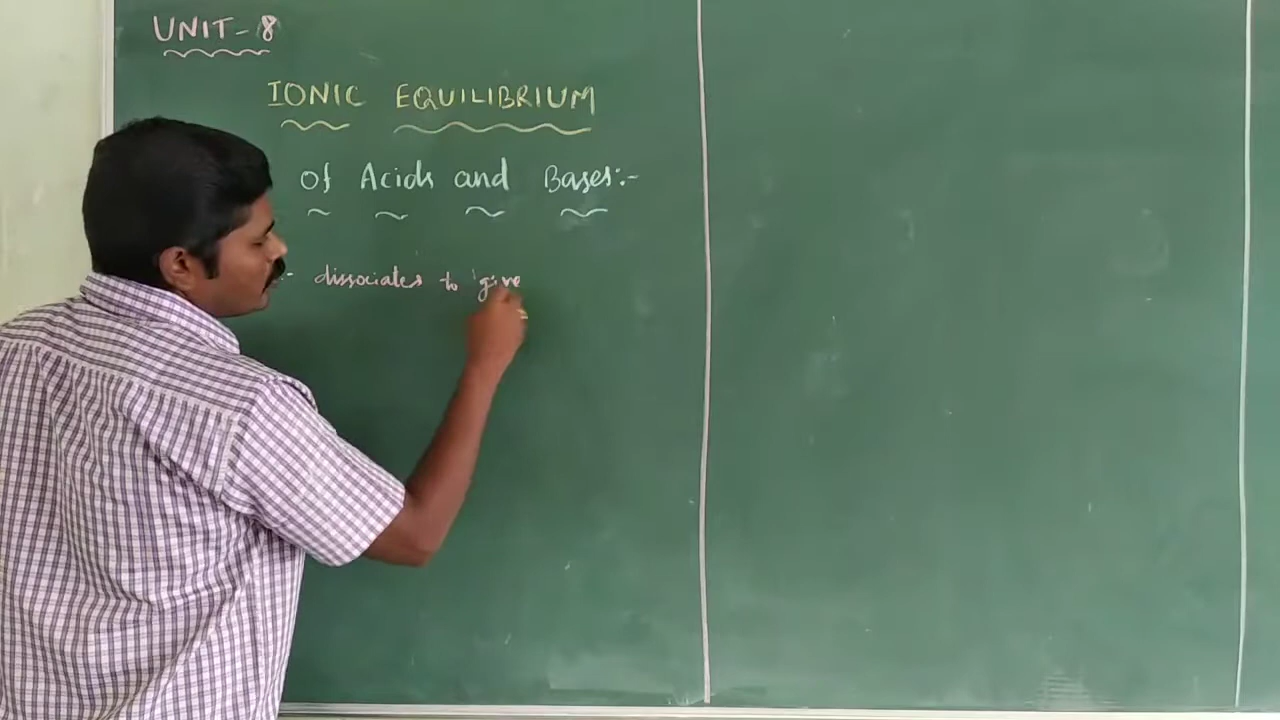 UNIT-8
IONIC EQUILIBRIUM
of Acids and Bases:-
:- dissociates to give